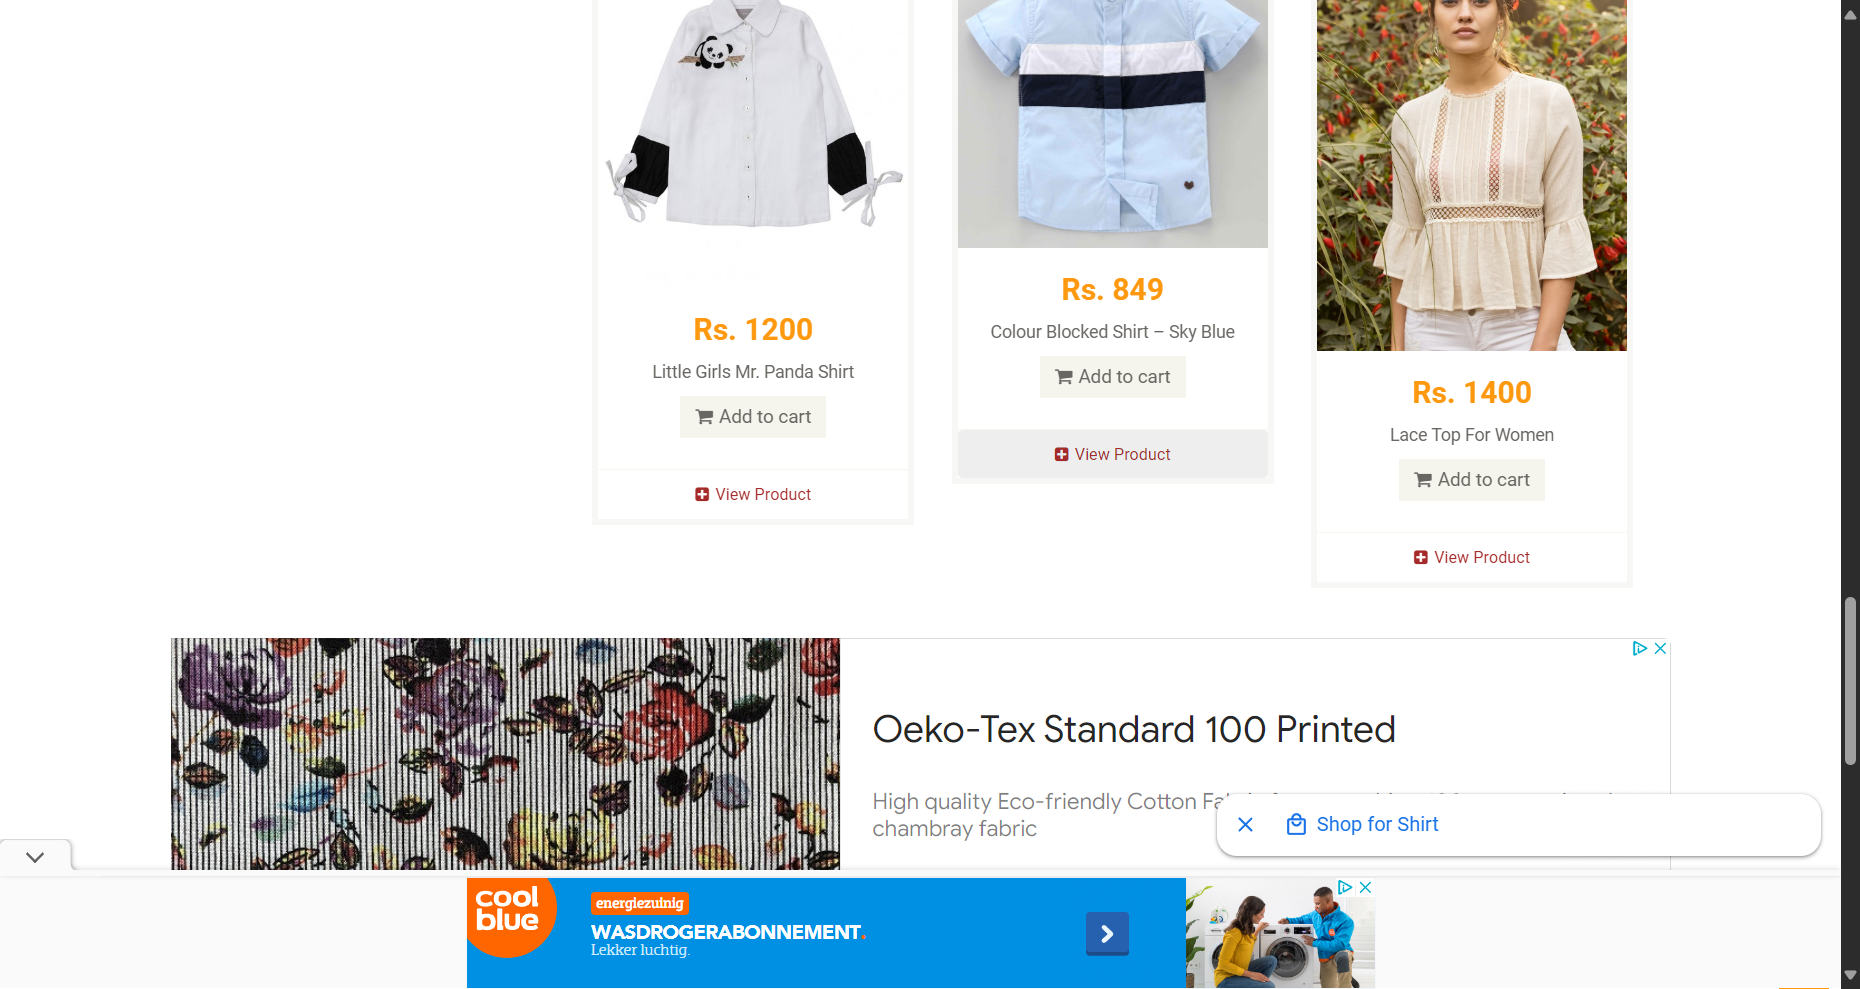 Rs. 1200
Little Girls Mr. Panda Shirt
Add to cart
View Product
Rs. 849
Colour Blocked Shirt – Sky Blue
Add to cart
View Product
Rs. 1400
Lace Top For Women
Add to cart
View Product
Oeko-Tex Standard 100 Printed
High quality Eco-friendly Cotton
chambray fabric
Shop for Shirt
cool
blue
energiezuinig
WASDROGERABONNEMENT.
Lekker luchtig.